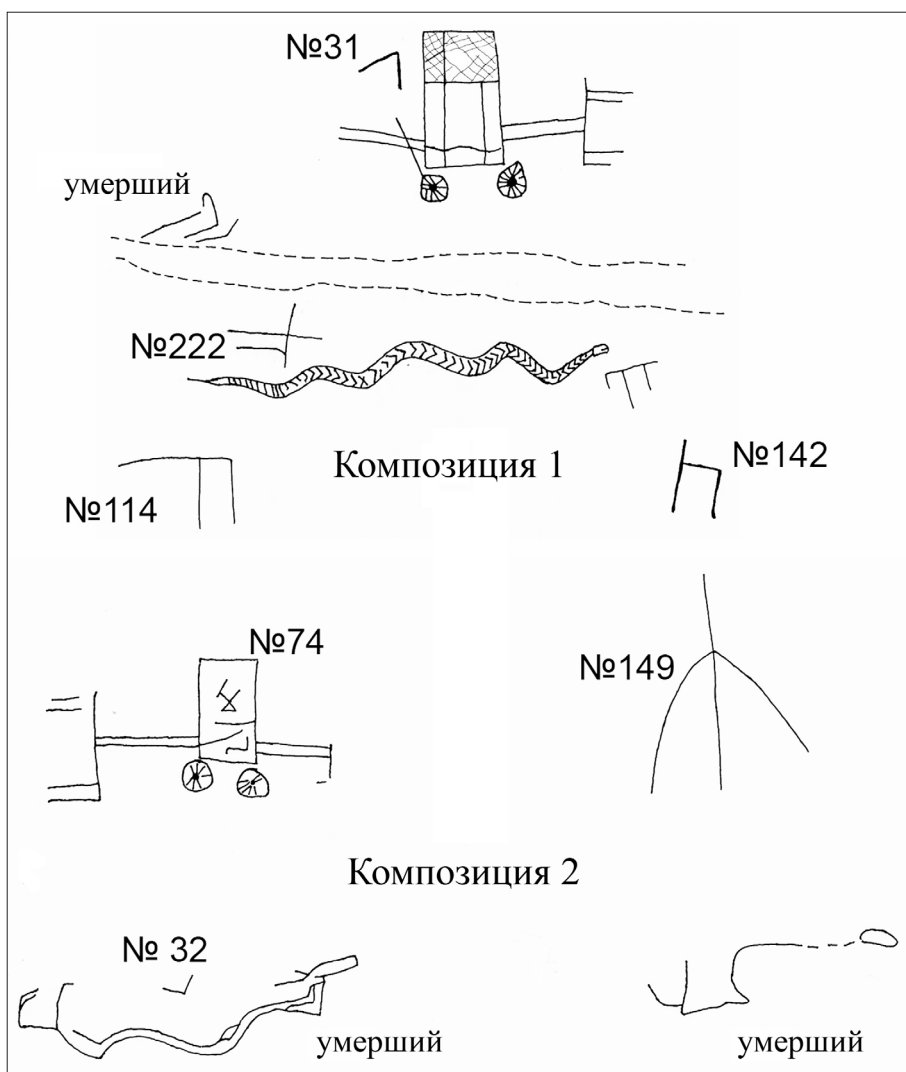 №31
умерший
№222
Композиция 1
№142
№114
№74
№149
Композиция 2
№ 32
умерший
умерший